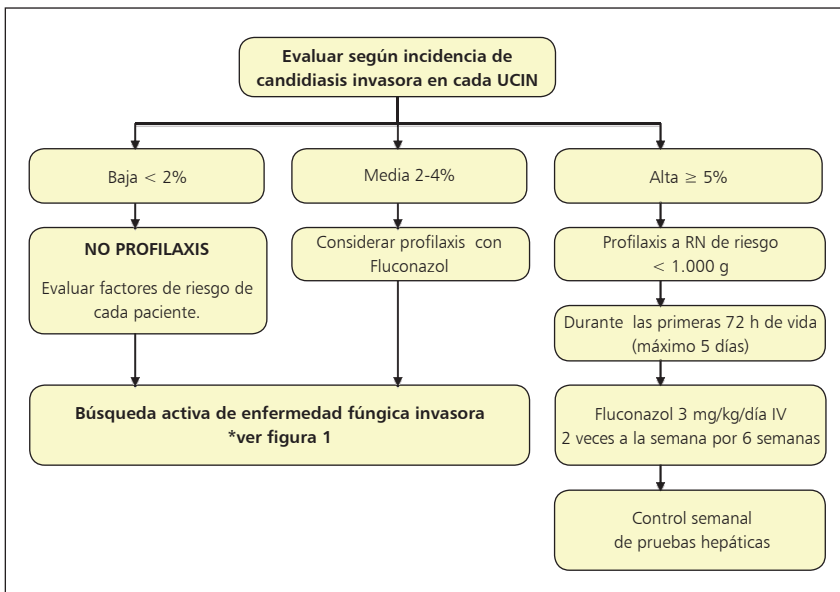 Evaluar según incidencia de
candidiasis invasora en cada UCIN
Baja < 2%
Media 2-4%
Alta ≥ 5%
NO PROFILAXIS
Evaluar factores de riesgo de
cada paciente.
Considerar profilaxis con
Fluconazol
Profilaxis a RN de riesgo
< 1.000 g
Durante las primeras 72 h de vida
(máximo 5 días)
Búsqueda activa de enfermedad fúngica invasora
*ver figura 1
Fluconazol 3 mg/kg/día IV
2 veces a la semana por 6 semanas
Control semanal
de pruebas hepáticas